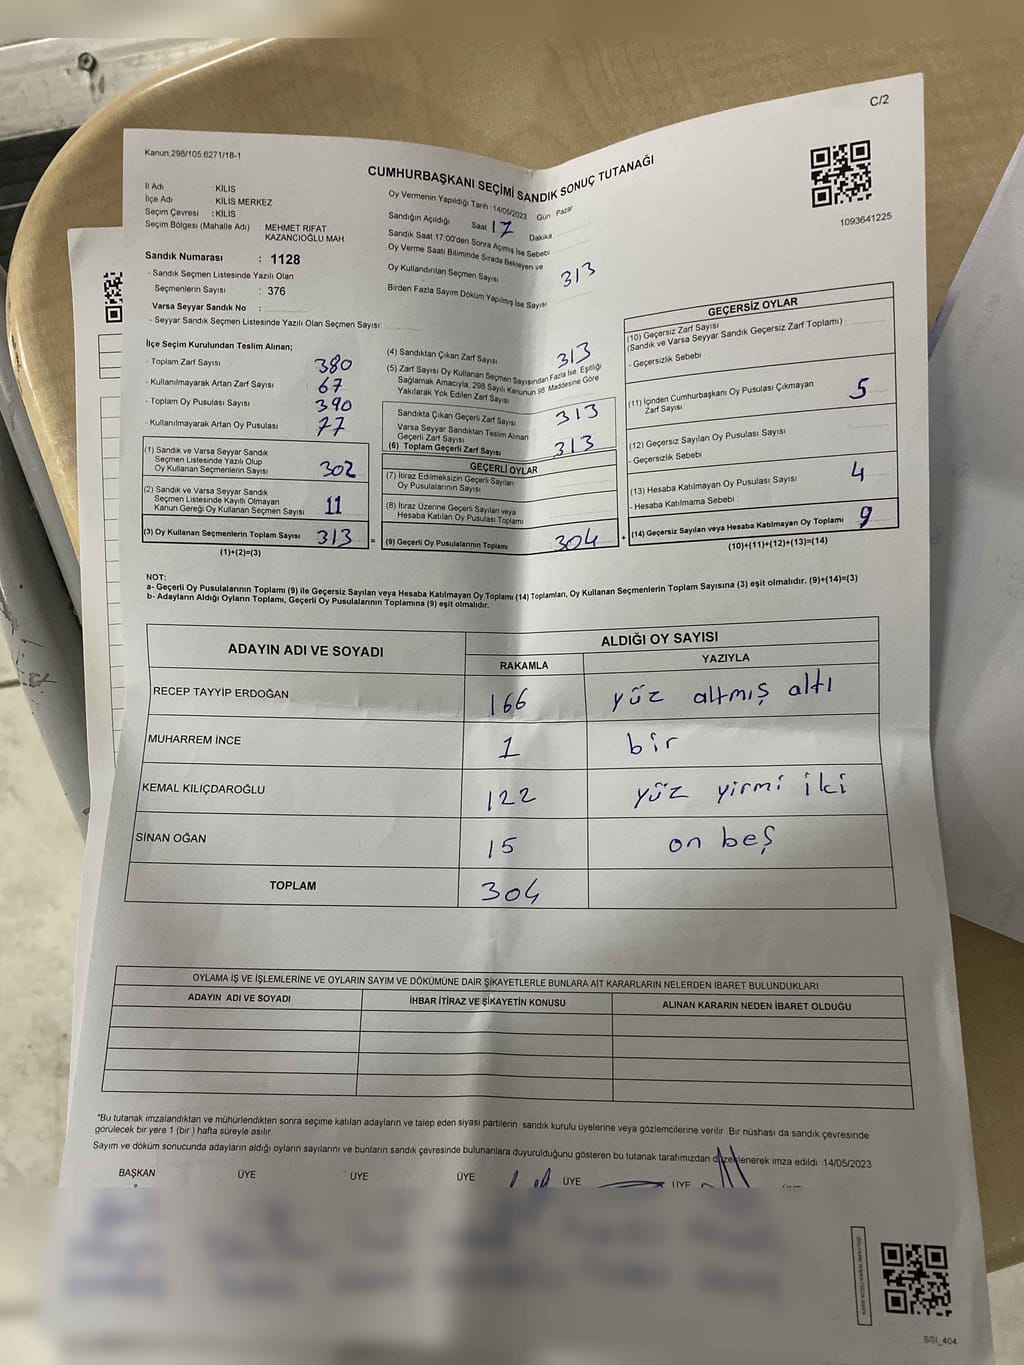 C/2
Kanun:298/105.6271/18-1
CUMHURBAŞKANI SEÇİMİ SANDIK SONUÇ TUTANAĞI
1093641225
İl Adı KİLİS
İlçe Adı : KİLİS MERKEZ
Seçim Çevresi : KİLİS
Seçim Bölgesi (Mahalle Adı) : MEHMET RIFAT
KAZANCIOĞLU MAH.
Sandık Numarası : 1128
- Sandık Seçmen Listesinde Yazılı Olan
Seçmenlerin Sayısı : 376
Varsa Seyyar Sandık No :
- Seyyar Sandık Seçmen Listesinde Yazılı Olan Seçmen Sayısı:
Oy Vermenin Yapıldığı Tarih :14/05/2023 Gün : Pazar
Sandığın Açıldığı Saat 17 Dakika
Sandık Saat 17:00'den Sonra Açılmış İse Sebebi
Oy Verme Saati Bitiminde Sırada Bekleyen ve
Oy Kullandırılan Seçmen Sayısı 313
Birden Fazla Sayım Döküm Yapılmış İse Sayısı
İlçe Seçim Kurulundan Teslim Alınan;
- Toplam Zarf Sayısı 380
- Kullanılmayarak Artan Zarf Sayısı 67
- Toplam Oy Pusulası Sayısı 390
- Kullanılmayarak Artan Oy Pusulası 77
(1) Sandık ve Varsa Seyyar Sandık
Seçmen Listesinde Yazılı Olup
Oy Kullanan Seçmenlerin Sayısı 302
(2) Sandık ve Varsa Seyyar Sandık
Seçmen Listesinde Kayıtlı Olmayan
Kanun Gereği Oy Kullanan Seçmen Sayısı 11
(3) Oy Kullanan Seçmenlerin Toplam Sayısı 313 =
(1)+(2)=(3)
(4) Sandıktan Çıkan Zarf Sayısı 313
(5) Zarf Sayısı Oy Kullanan Seçmen Sayısından Fazla İse, Eşitliği
Sağlamak Amacıyla, 298 Sayılı Kanunun 98. Maddesine Göre
Yakılarak Yok Edilen Zarf Sayısı
Sandıkta Çıkan Geçerli Zarf Sayısı 313
Varsa Seyyar Sandıktan Teslim Alınan
Geçerli Zarf Sayısı
(6) Toplam Geçerli Zarf Sayısı 313
GEÇERLİ OYLAR
(7) İtiraz Edilmeksizin Geçerli Sayılan
Oy Pusulalarının Sayısı
(8) İtiraz Üzerine Geçerli Sayılan veya
Hesaba Katılan Oy Pusulası Toplamı
(9) Geçerli Oy Pusulalarının Toplamı 304 +
GEÇERSİZ OYLAR
(10) Geçersiz Zarf Sayısı
(Sandık ve Varsa Seyyar Sandık Geçersiz Zarf Toplamı) :
- Geçersizlik Sebebi :
(11) İçinden Cumhurbaşkanı Oy Pusulası Çıkmayan
Zarf Sayısı 5
(12) Geçersiz Sayılan Oy Pusulası Sayısı
- Geçersizlik Sebebi
(13) Hesaba Katılmayan Oy Pusulası Sayısı 4
- Hesaba Katılmama Sebebi :
(14) Geçersiz Sayılan veya Hesaba Katılmayan Oy Toplamı 9
(10)+(11)+(12)+(13)=(14)
NOT:
a- Geçerli Oy Pusulalarının Toplamı (9) ile Geçersiz Sayılan veya Hesaba Katılmayan Oy Toplamı (14) Toplamları, Oy Kullanan Seçmenlerin Toplam Sayısına (3) eşit olmalıdır. (9)+(14)=(3)
b- Adayların Aldığı Oyların Toplamı, Geçerli Oy Pusulalarının Toplamına (9) eşit olmalıdır.
ADAYIN ADI VE SOYADI ALDIĞI OY SAYISI
RAKAMLA YAZIYLA
RECEP TAYYİP ERDOĞAN 166 yüz altmış altı
MUHARREM İNCE 1 bir
KEMAL KILIÇDAROĞLU 122 yüz yirmi iki
SİNAN OĞAN 15 on beş
TOPLAM 304
OYLAMA İŞ VE İŞLEMLERİNE VE OYLARIN SAYIM VE DÖKÜMÜNE DAİR ŞİKAYETLERLE BUNLARA AİT KARARLARIN NELERDEN İBARET BULUNDUKLARI
ADAYIN ADI VE SOYADI İHBAR İTİRAZ VE ŞİKAYETİN KONUSU ALINAN KARARIN NEDEN İBARET OLDUĞU
"Bu tutanak imzalandıktan ve mühürlendikten sonra seçime katılan adayların ve talep eden siyasi partilerin sandık kurulu üyelerine veya gözlemcilerine verilir. Bir nüshası da sandık çevresinde
görülecek bir yere 1 (bir ) hafta süreyle asılır.
Sayım ve döküm sonucunda adayların aldığı oyların sayılarını ve bunların sandık çevresinde bulunanlara duyurulduğunu gösteren bu tutanak tarafımızdan düzenlenerek imza edildi. 14/05/2023
BAŞKAN ÜYE ÜYE ÜYE ÜYE ÜYE
SSI_404